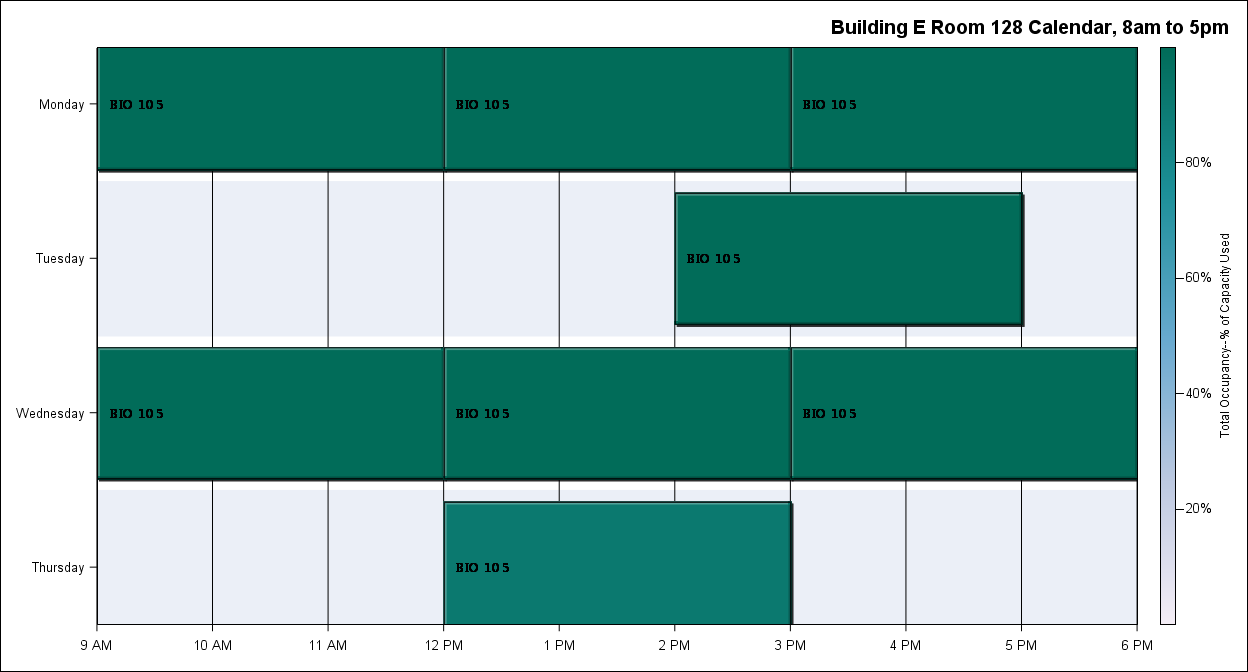 Building E Room 128 Calendar, 8am to 5pm
Monday
BIO 105
BIO 105
BIO 105
80%
Tuesday
BIO 105
60%
Total Occupancy--% of Capacity Used
40%
Wednesday
BIO 105
BIO 105
BIO 105
20%
Thursday
BIO 105
9 AM
10 AM
11 AM
12 PM
1 PM
2 PM
3 PM
4 PM
5 PM
6 PM